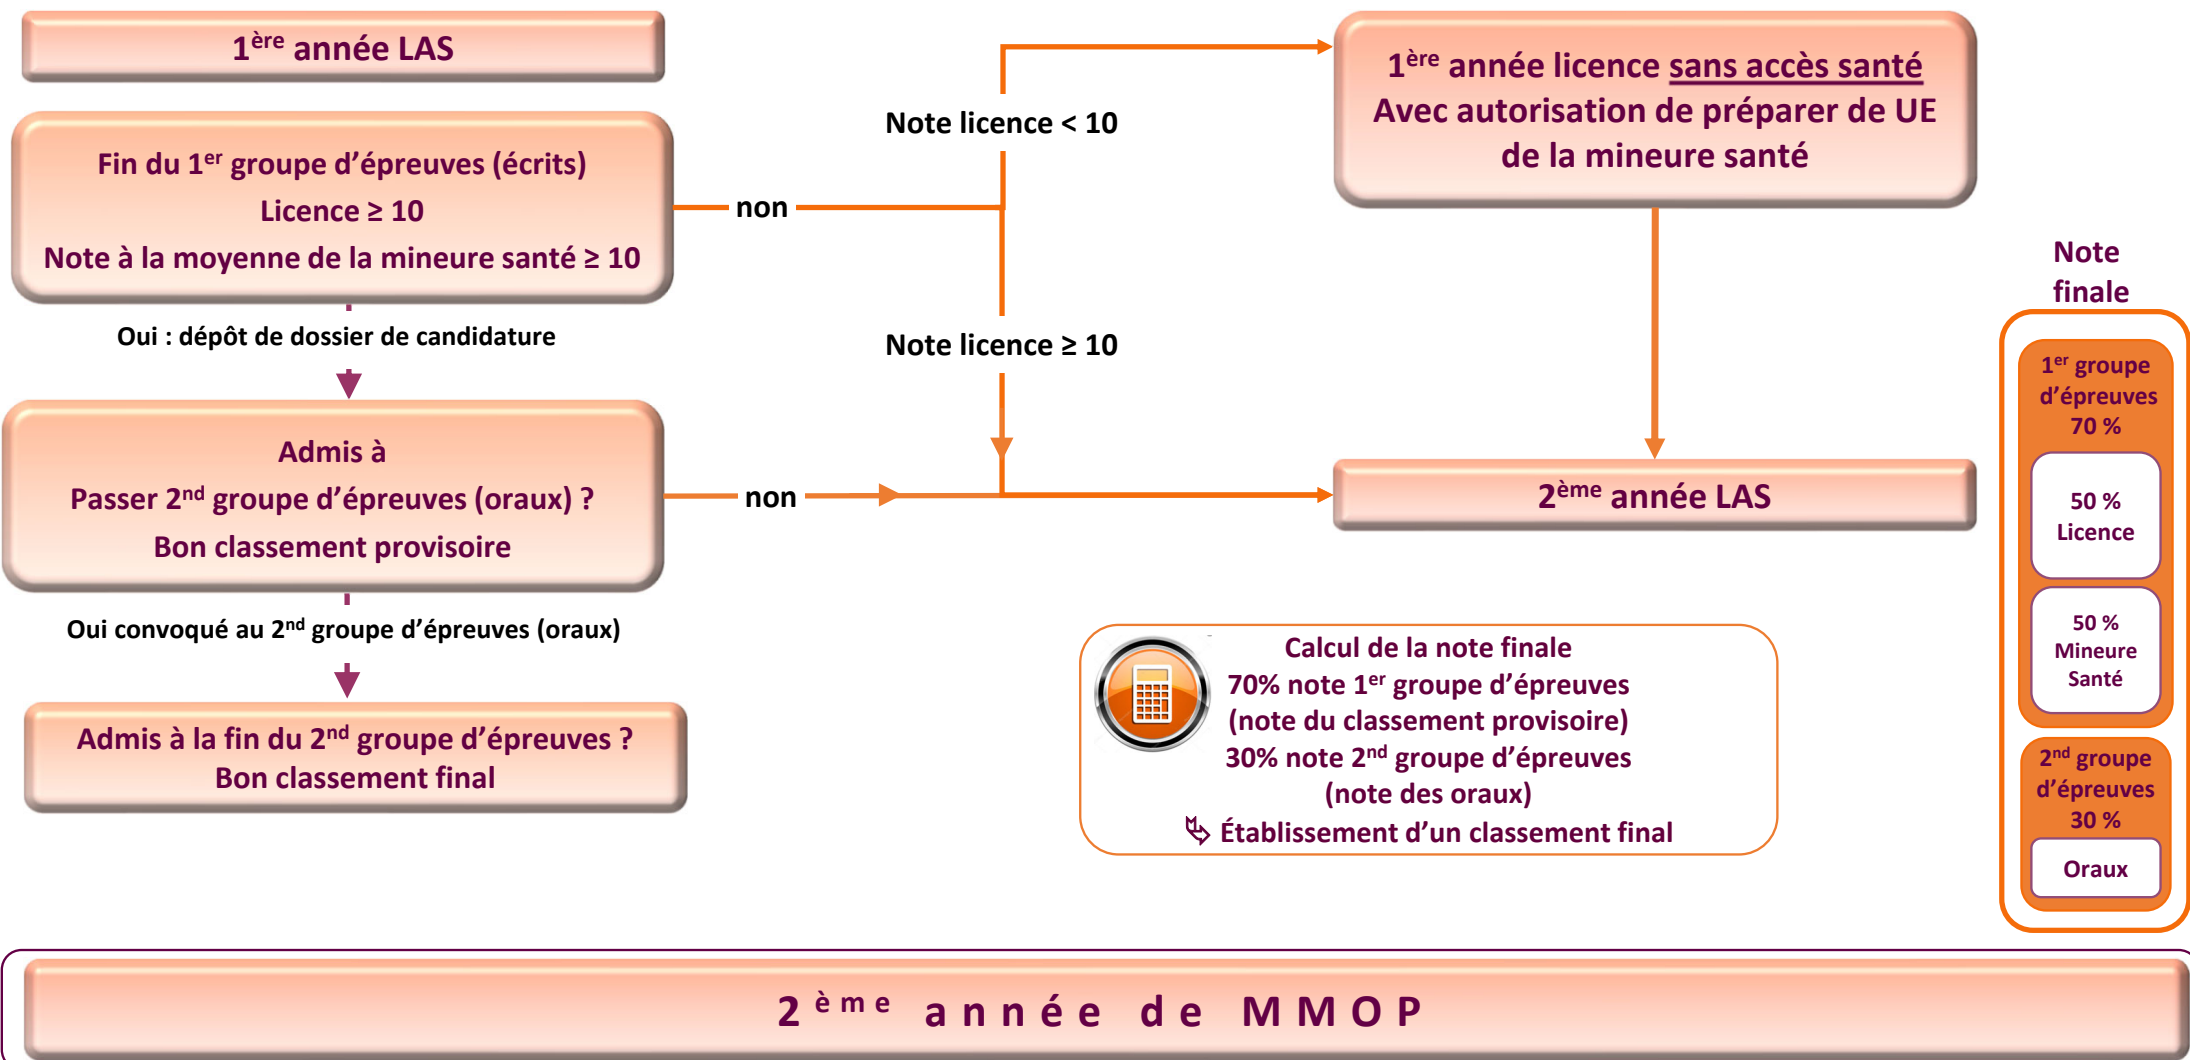 1ère année LAS
Fin du 1er groupe d’épreuves (écrits)
Licence ≥ 10
Note à la moyenne de la mineure santé ≥ 10
non
Note licence < 10
Note licence ≥ 10
1ère année licence sans accès santé
Avec autorisation de préparer de UE
de la mineure santé
Oui : dépôt de dossier de candidature
Admis à
Passer 2nd groupe d’épreuves (oraux) ?
Bon classement provisoire
non
2ème année LAS
Oui convoqué au 2nd groupe d’épreuves (oraux)
Admis à la fin du 2nd groupe d’épreuves ?
Bon classement final
Calcul de la note finale
70% note 1er groupe d’épreuves
(note du classement provisoire)
30% note 2nd groupe d’épreuves
(note des oraux)
Établissement d’un classement final
Note
finale
1er groupe
d’épreuves
70 %
50 %
Licence
50 %
Mineure
Santé
2nd groupe
d’épreuves
30 %
Oraux
2ème année de MMOP